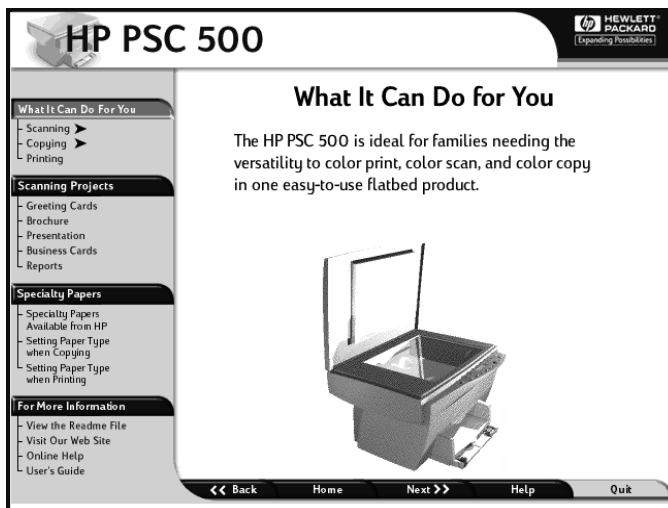 HP PSC 500
hp HEWLETT®
PACKARD
Expanding Possibilities
What It Can Do For You
Scanning ➤
Copying ➤
Printing
Scanning Projects
Greeting Cards
Brochure
Presentation
Business Cards
Reports
Specialty Papers
Specialty Papers
Available from HP
Setting Paper Type
when Copying
Setting Paper Type
when Printing
For More Information
View the Readme File
Visit Our Web Site
Online Help
User's Guide
What It Can Do for You
The HP PSC 500 is ideal for families needing the
versatility to color print, color scan, and color copy
in one easy-to-use flatbed product.
<< Back Home Next >> Help Quit